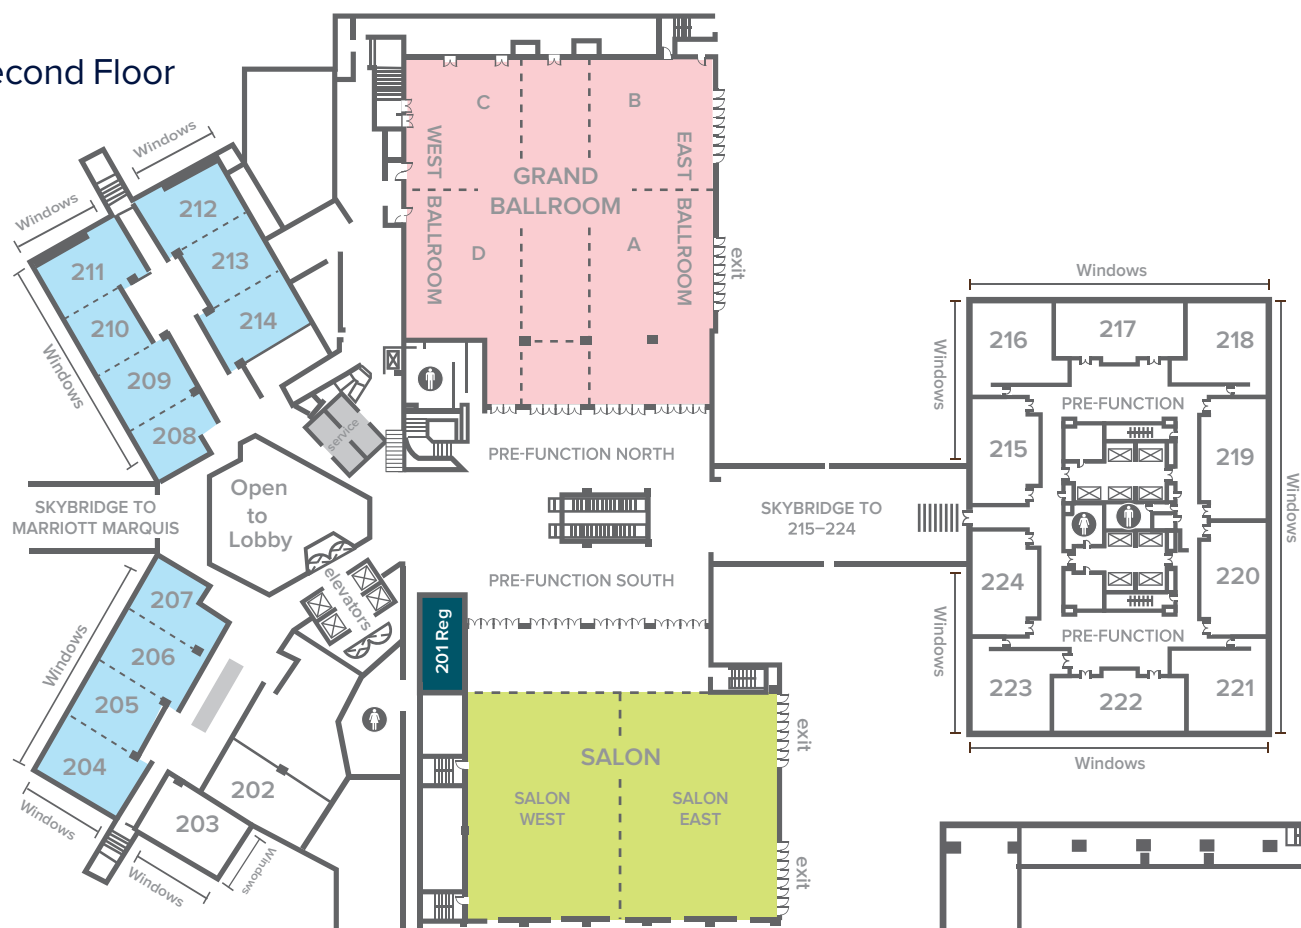 econd Floor
Windows
Windows
Windows
212
213
214
211
210
209
208
C
B
WEST BALLROOM
EAST BALLROOM
GRAND
BALLROOM
D
A
exit
service
PRE-FUNCTION NORTH
Open
to
Lobby
SKYBRIDGE TO
MARRIOTT MARQUIS
SKYBRIDGE TO
215–224
PRE-FUNCTION SOUTH
elevators
Windows
216
217
218
Windows
PRE-FUNCTION
215
219
Windows
224
220
PRE-FUNCTION
Windows
223
222
221
Windows
207
206
205
204
Windows
Windows
201 Reg
202
203
Windows
Windows
SALON
SALON
WEST
SALON
EAST
exit
exit